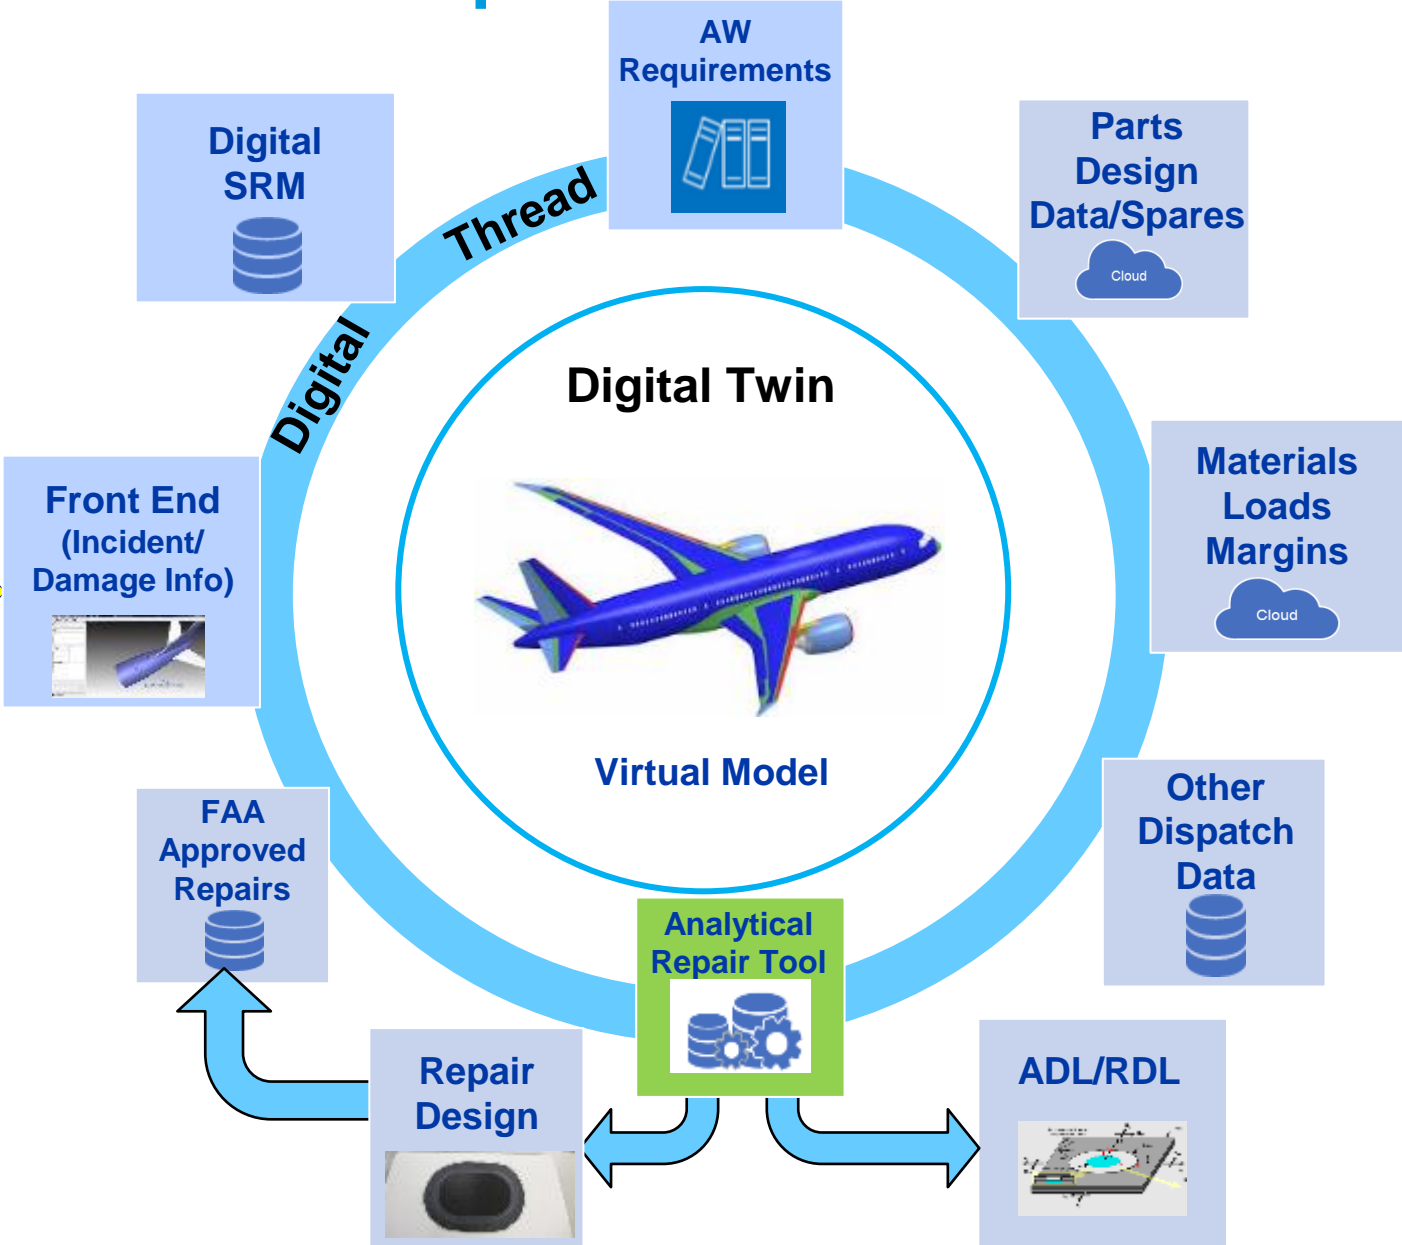 AW
Requirements
Digital
SRM
Parts
Design
Data/Spares
Cloud
Digital Thread
Digital Twin
Virtual Model
Front End
(Incident/
Damage Info)
Materials
Loads
Margins
Cloud
FAA
Approved
Repairs
Other
Dispatch
Data
Analytical
Repair Tool
Repair
Design
ADL/RDL